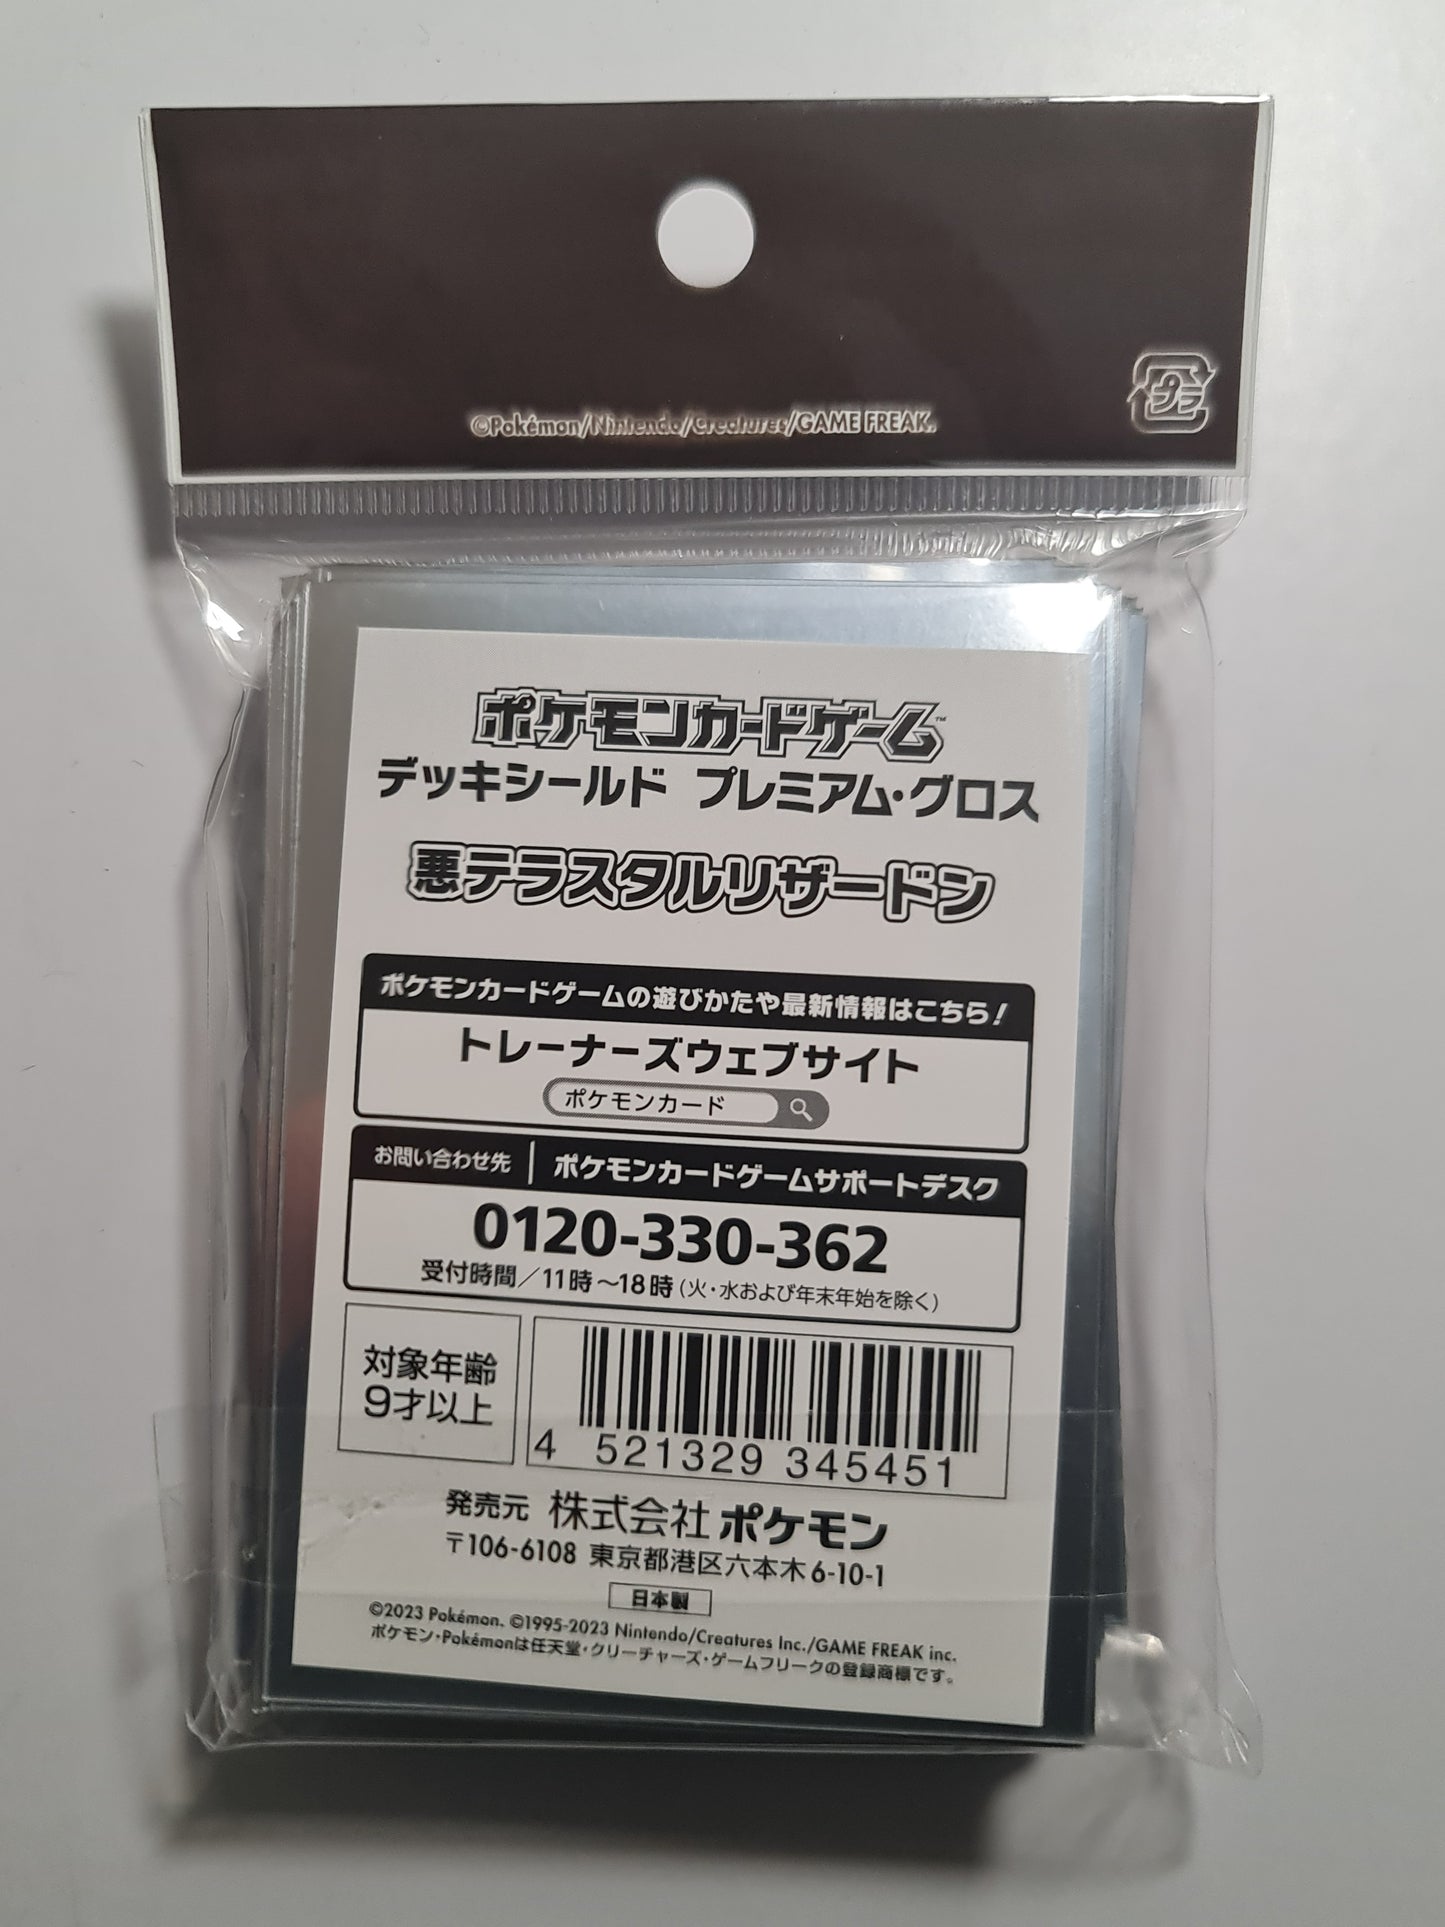 ©Pokémon/Nintendo/Creatures/GAME FREAK.
プラ
ポケモンカードゲーム™
デッキシールド プレミアム・グロス
悪テラスタルリザードン
ポケモンカードゲームの遊びかたや最新情報はこちら!
トレーナーズウェブサイト
ポケモンカード
お問い合わせ先 ポケモンカードゲームサポートデスク
0120-330-362
受付時間/11時～18時(火・水および年末年始を除く)
対象年齢
9才以上
4 521329 345451
発売元 株式会社ポケモン
〒106-6108 東京都港区六本木6-10-1
日本製
©2023 Pokémon. ©1995-2023 Nintendo/Creatures Inc./GAME FREAK inc.
ポケモン・Pokémonは任天堂・クリーチャーズ・ゲームフリークの登録商標です。